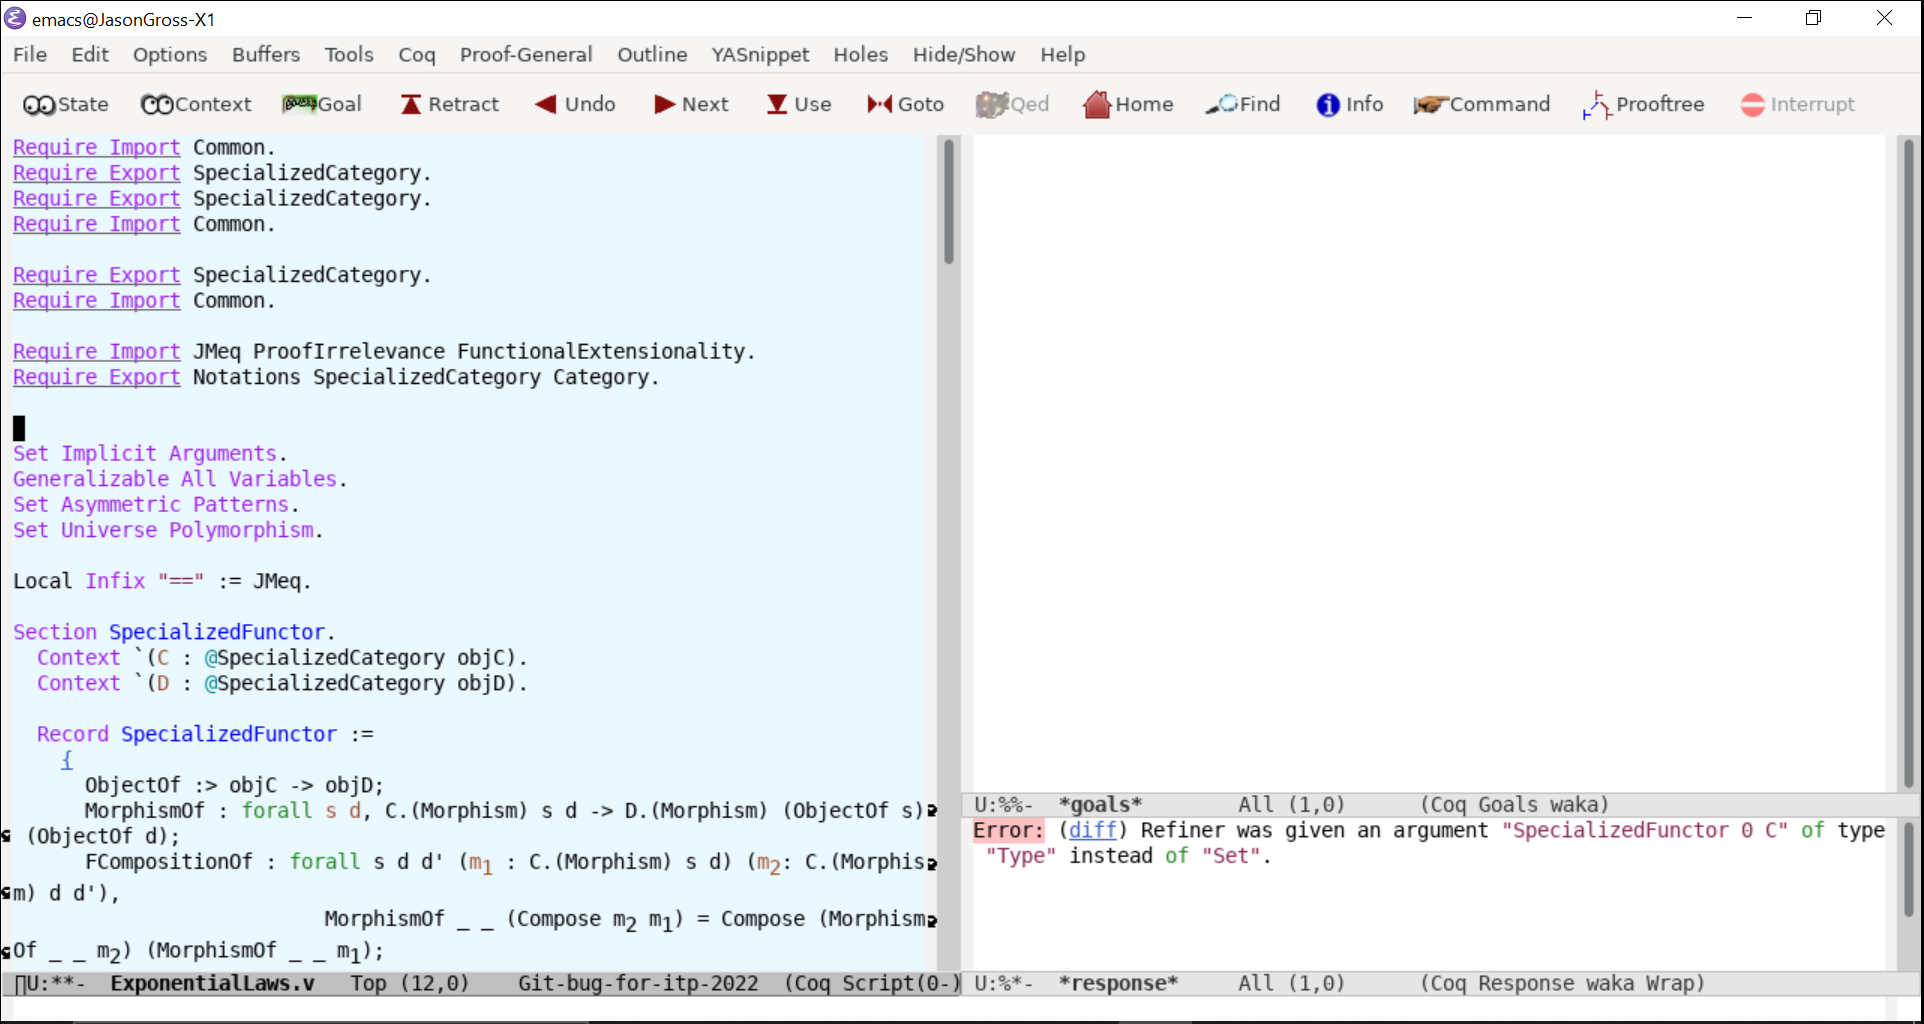 emacs@JasonGross-X1
File Edit Options Buffers Tools Coq Proof-General Outline YASnippet Holes Hide/Show Help
State Context Goal Retract Undo Next Use Goto Qed Home Find Info Command Prooftree Interrupt
Require Import Common.
Require Export SpecializedCategory.
Require Export SpecializedCategory.
Require Import Common.
Require Export SpecializedCategory.
Require Import Common.
Require Import JMeq ProofIrrelevance FunctionalExtensionality.
Require Export Notations SpecializedCategory Category.
Set Implicit Arguments.
Generalizable All Variables.
Set Asymmetric Patterns.
Set Universe Polymorphism.
Local Infix "==" := JMeq.
Section SpecializedFunctor.
Context `(C : @SpecializedCategory objC).
Context `(D : @SpecializedCategory objD).
Record SpecializedFunctor :=
{
ObjectOf :> objC -> objD;
MorphismOf : forall s d, C.(Morphism) s d -> D.(Morphism) (ObjectOf s)
(ObjectOf d);
FCompositionOf : forall s d d' (m₁ : C.(Morphism) s d) (m₂: C.(Morphis
m) d d'),
MorphismOf _ _ (Compose m₂ m₁) = Compose (Morphism
Of _ _ m₂) (MorphismOf _ _ m₁);
U:**- ExponentialLaws.v Top (12,0) Git-bug-for-itp-2022 (Coq Script(0-)
U:%%- *goals* All (1,0) (Coq Goals waka)
Error: (diff) Refiner was given an argument "SpecializedFunctor 0 C" of type
"Type" instead of "Set".
U:%*- *response* All (1,0) (Coq Response waka Wrap)